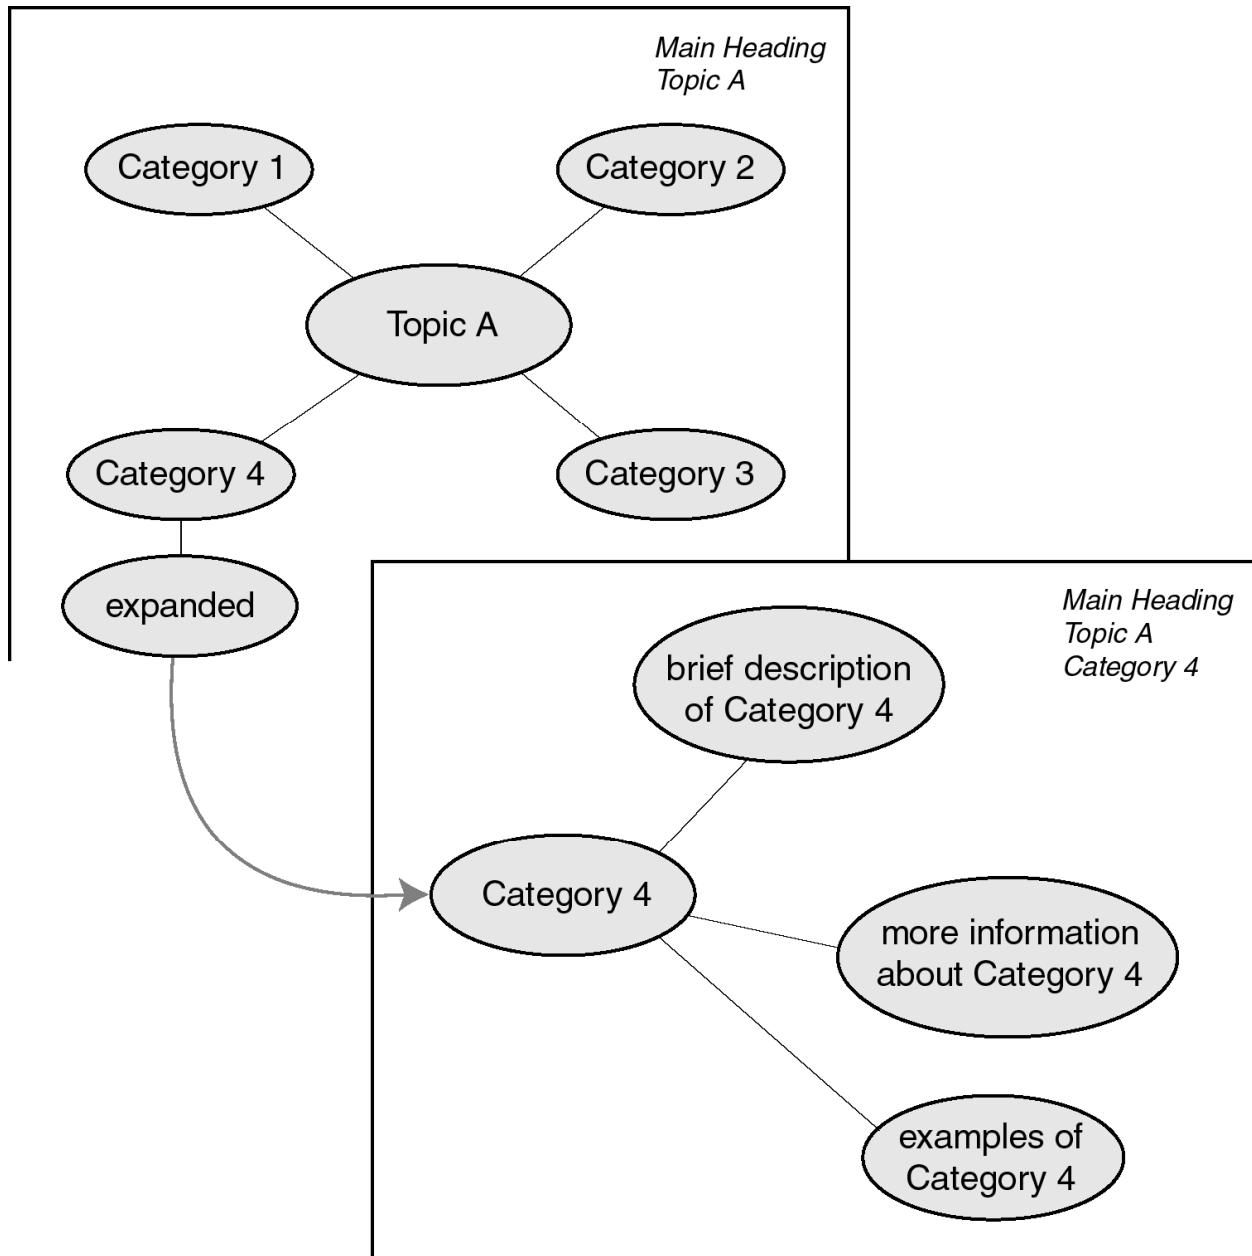 Main Heading
Topic A
Category 1
Category 2
Topic A
Category 4
Category 3
expanded
Main Heading
Topic A
Category 4
brief description
of Category 4
Category 4
more information
about Category 4
examples of
Category 4